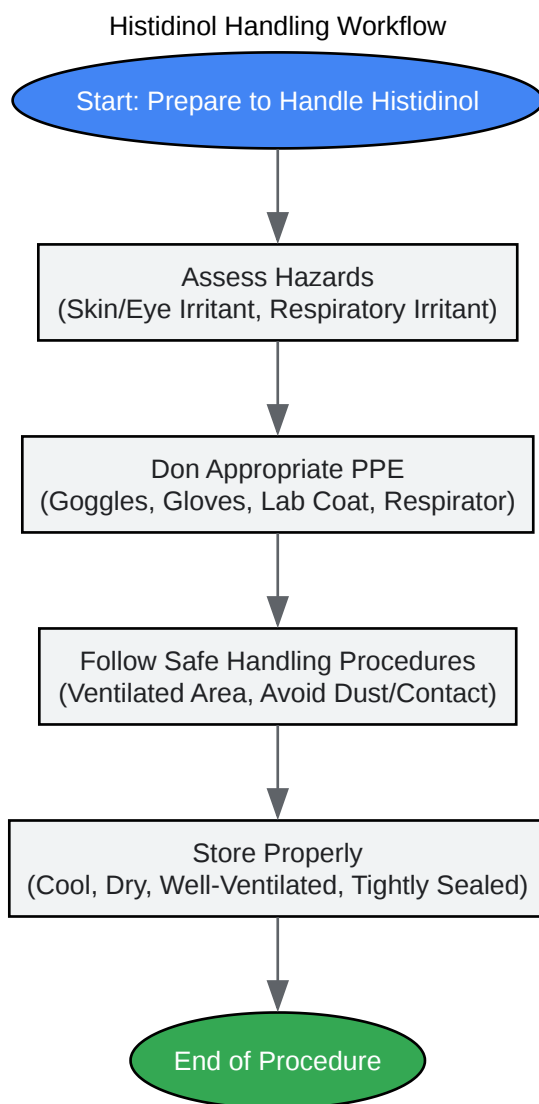 Histidinol Handling Workflow
Start: Prepare to Handle Histidinol
Assess Hazards
(Skin/Eye Irritant, Respiratory Irritant)
Don Appropriate PPE
(Goggles, Gloves, Lab Coat, Respirator)
Follow Safe Handling Procedures
(Ventilated Area, Avoid Dust/Contact)
Store Properly
(Cool, Dry, Well-Ventilated, Tightly Sealed)
End of Procedure